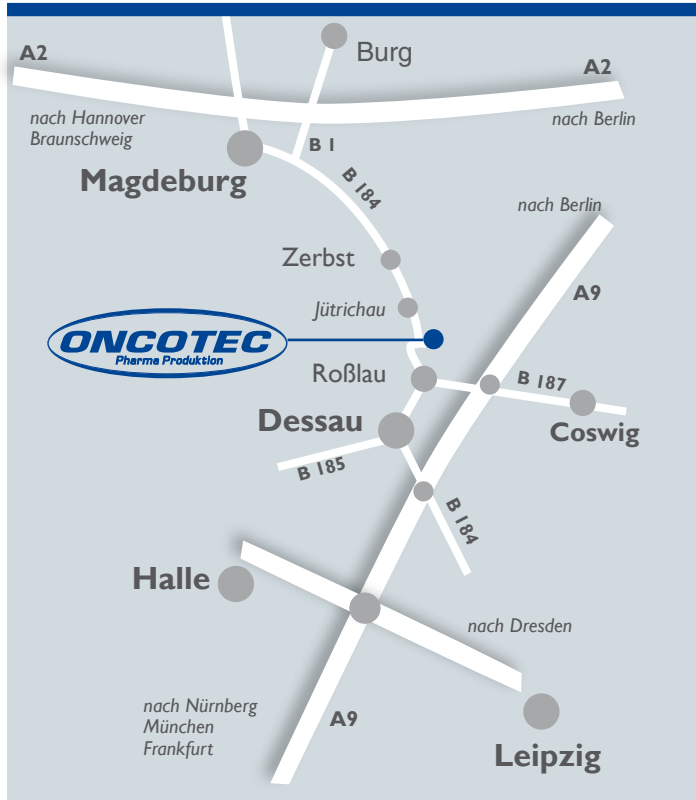 Burg
A2
A2
nach Hannover
Braunschweig
nach Berlin
B 1
Magdeburg
B 184
nach Berlin
Zerbst
A9
Jütrichau
ONCOTEC
Pharma Produktion
Roßlau
B 187
Dessau
Coswig
B 185
B 184
Halle
nach Dresden
nach Nürnberg
München
Frankfurt
A9
Leipzig